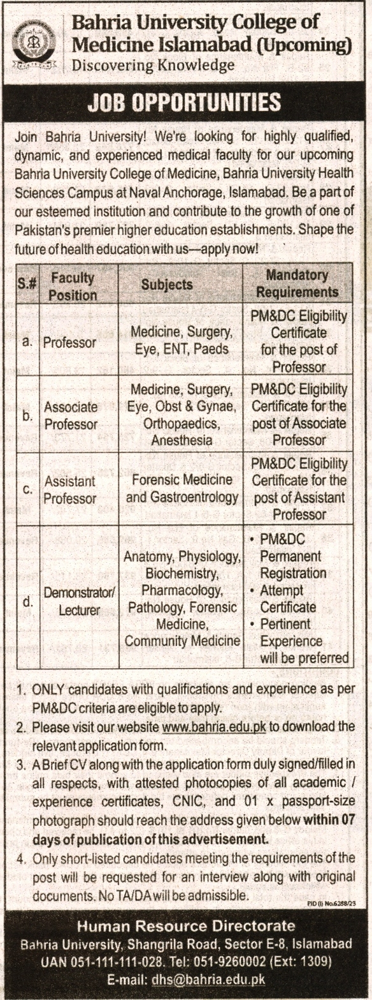 Bahria University College of
Medicine Islamabad (Upcoming)
Discovering Knowledge
JOB OPPORTUNITIES
Join Bahria University! We're looking for highly qualified,
dynamic, and experienced medical faculty for our upcoming
Bahria University College of Medicine, Bahria University Health
Sciences Campus at Naval Anchorage, Islamabad. Be a part of
our esteemed institution and contribute to the growth of one of
Pakistan's premier higher education establishments. Shape the
future of health education with us—apply now!
S.#
Faculty
Position
Subjects
Mandatory
Requirements
a.
Professor
Medicine, Surgery,
Eye, ENT, Paeds
PM&DC Eligibility
Certificate
for the post of
Professor
b.
Associate
Professor
Medicine, Surgery,
Eye, Obst & Gynae,
Orthopaedics,
Anesthesia
PM&DC Eligibility
Certificate for the
post of Associate
Professor
c.
Assistant
Professor
Forensic Medicine
and Gastroentrology
PM&DC Eligibility
Certificate for the
post of Assistant
Professor
d.
Demonstrator/
Lecturer
Anatomy, Physiology,
Biochemistry,
Pharmacology,
Pathology, Forensic
Medicine,
Community Medicine
• PM&DC
Permanent
Registration
• Attempt
Certificate
• Pertinent
Experience
will be preferred
1. ONLY candidates with qualifications and experience as per
PM&DC criteria are eligible to apply.
2. Please visit our website www.bahria.edu.pk to download the
relevant application form.
3. A Brief CV along with the application form duly signed/filled in
all respects, with attested photocopies of all academic /
experience certificates, CNIC, and 01 x passport-size
photograph should reach the address given below within 07
days of publication of this advertisement.
4. Only short-listed candidates meeting the requirements of the
post will be requested for an interview along with original
documents. No TA/DA will be admissible.
PID (I) No.6288/23
Human Resource Directorate
Bahria University, Shangrila Road, Sector E-8, Islamabad
UAN 051-111-111-028. Tel: 051-9260002 (Ext: 1309)
E-mail: dhs@bahria.edu.pk